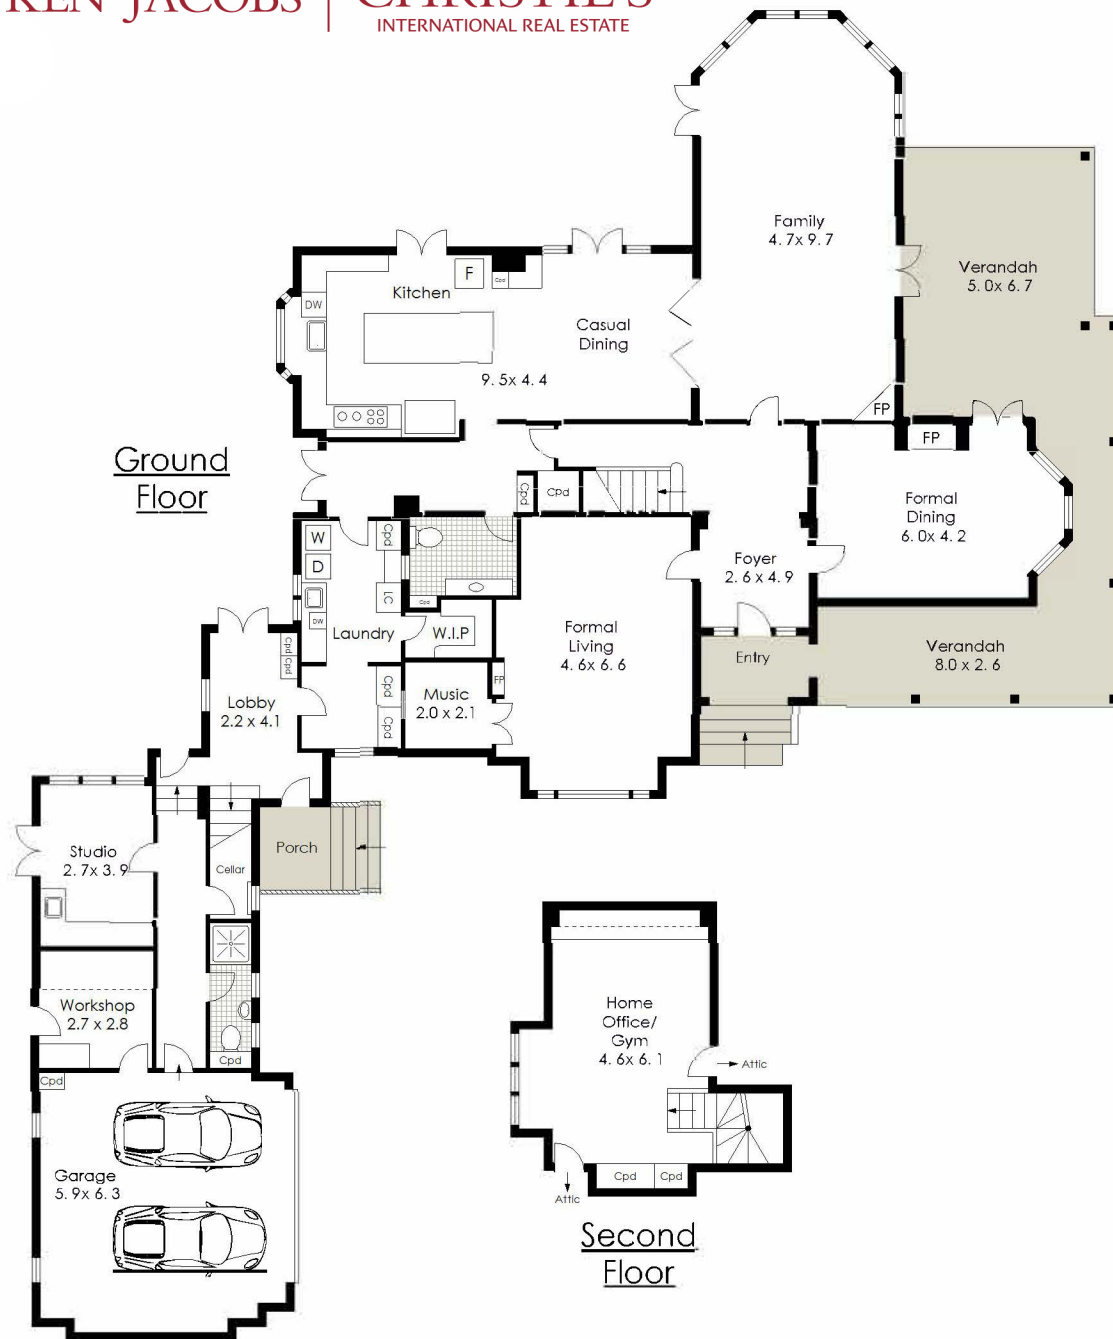 KEN JACOBS
CHRISTIE'S
INTERNATIONAL REAL ESTATE
Family
4.7x 9.7
Verandah
5.0x 6.7
F
Cpd
Kitchen
DW
Casual
Dining
9.5x 4.4
FP
FP
Ground
Floor
Cpd
Cpd
Formal
Dining
6.0x 4.2
W
D
Cpd
LC
DW
Cpd
Laundry
W.I.P
Foyer
2.6 x 4.9
Formal
Living
4.6x 6.6
Entry
Verandah
8.0 x 2.6
Cpd
Cpd
Lobby
2.2 x 4.1
Cpd
Cpd
Music
2.0 x 2.1
FP
Studio
2.7x 3.9
Cellar
Porch
Workshop
2.7 x 2.8
Cpd
Cpd
Garage
5.9x 6.3
Home
Office/
Gym
4.6x 6.1
Attic
Cpd
Cpd
Attic
Second
Floor